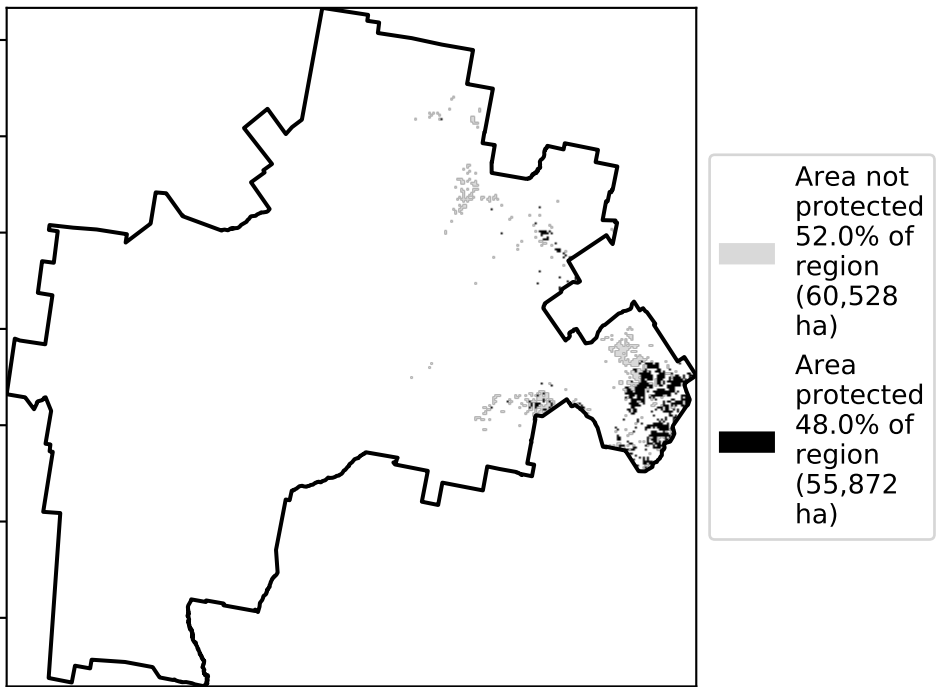 Area not
protected
52.0% of
region
(60,528
ha)
Area
protected
48.0% of
region
(55,872
ha)